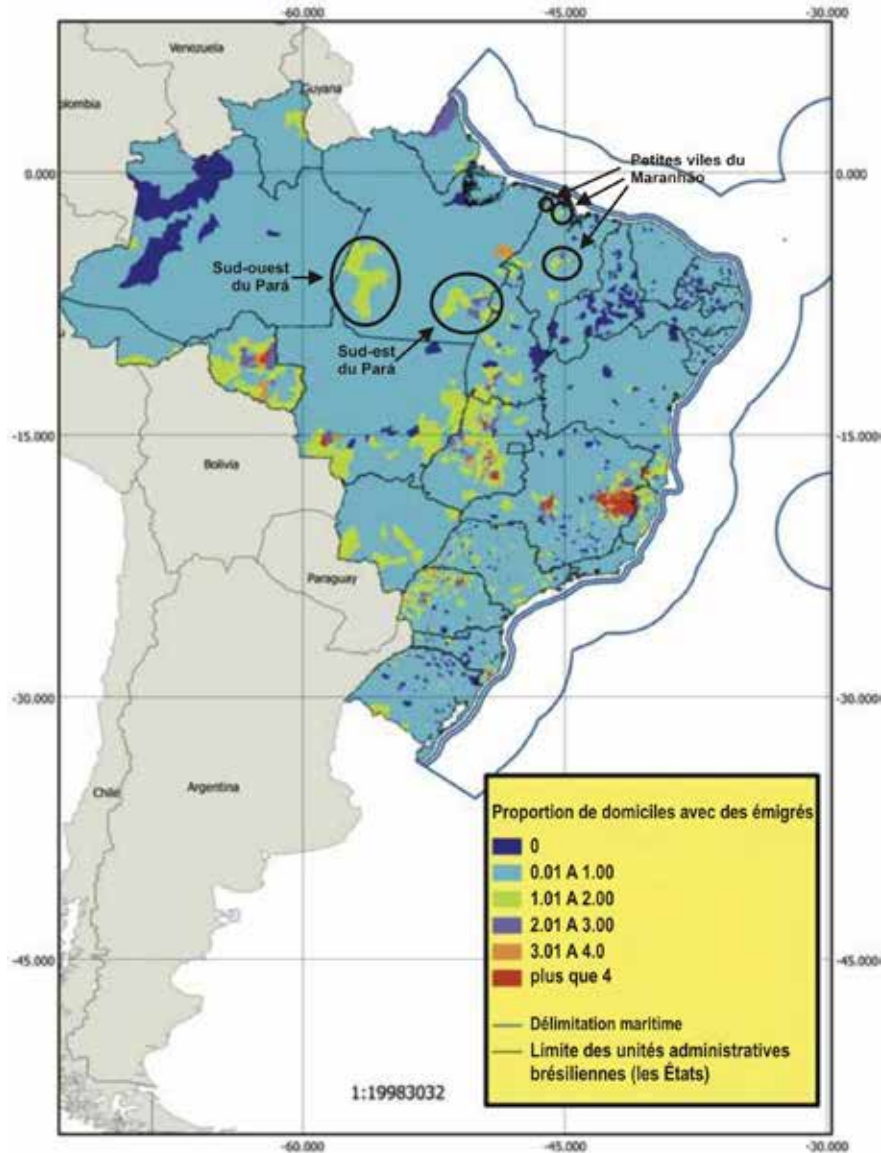 -60.000
-45.000
-30.000
Venezuela
Guyana
olombia
0.000
0.000
Petites viles du
Maranhão
Sud-ouest
du Pará
Sud-est
du Pará
-15.000
-15.000
Bolivia
Paraguay
-30.000
-30.000
Chile
Argentina
Proportion de domiciles avec des émigrés
0
0.01 A 1.00
1.01 A 2.00
2.01 A 3.00
3.01 A 4.0
plus que 4
Délimitation maritime
Limite des unités administratives
brésiliennes (les États)
-45.000
-45.000
1:19983032
-60.000
-45.000
-30.000